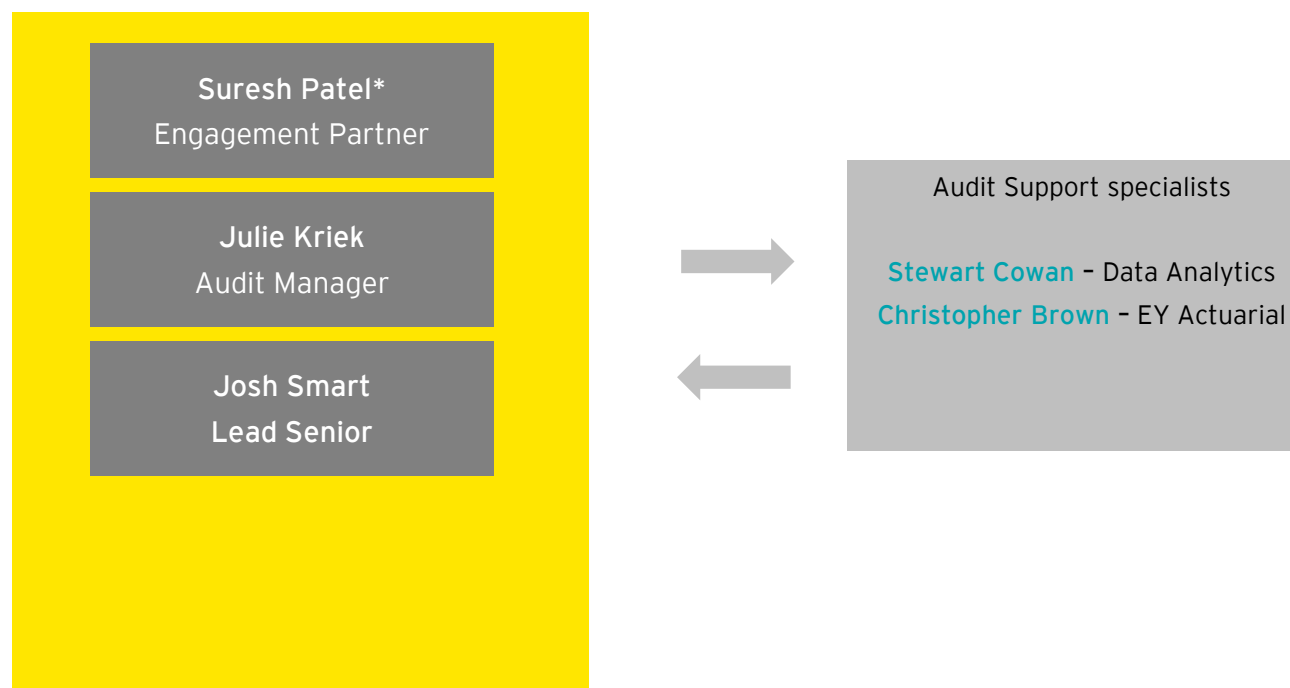 Suresh Patel*
Engagement Partner
Julie Kriek
Audit Manager
Josh Smart
Lead Senior
Audit Support specialists
Stewart Cowan – Data Analytics
Christopher Brown – EY Actuarial